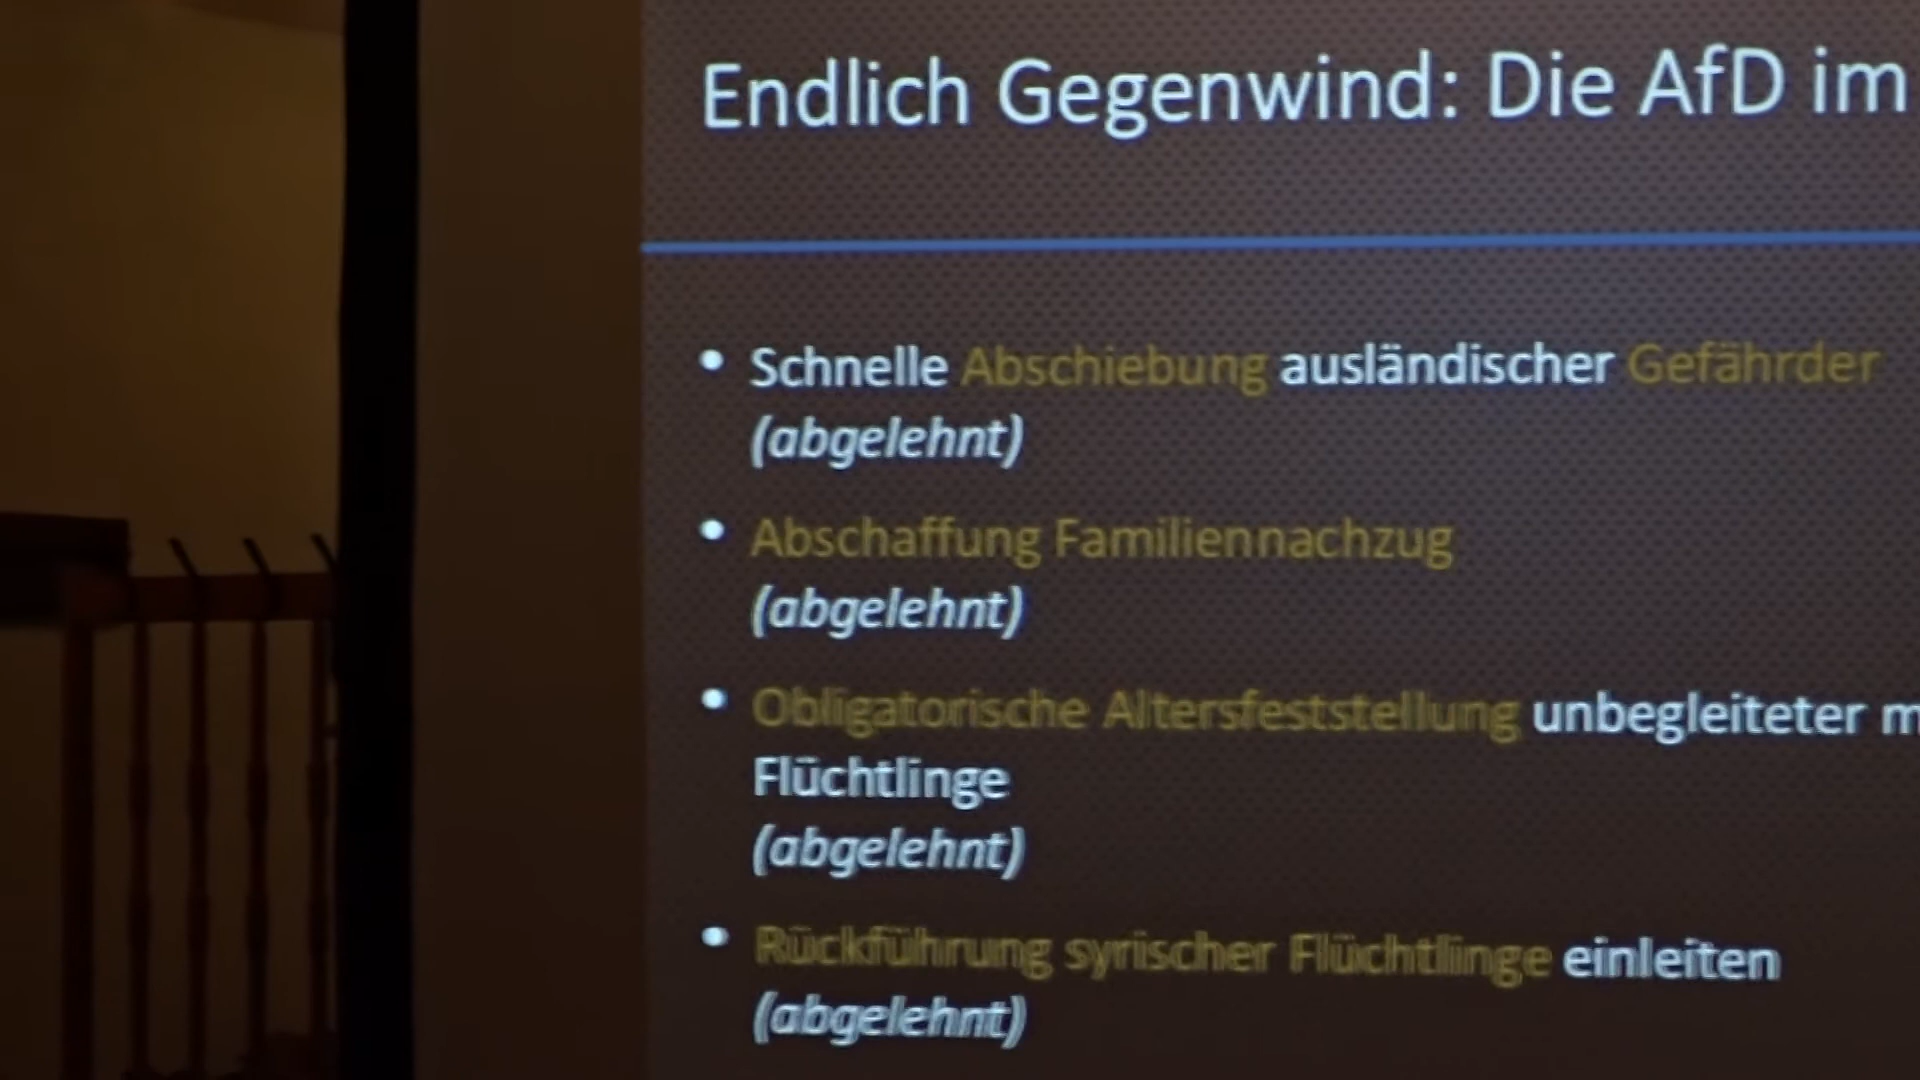 Endlich Gegenwind: Die AfD im
• Schnelle Abschiebung ausländischer Gefährder
(abgelehnt)
• Abschaffung Familiennachzug
(abgelehnt)
• Obligatorische Altersfeststellung unbegleiteter m
Flüchtlinge
(abgelehnt)
• Rückführung syrischer Flüchtlinge einleiten
(abgelehnt)